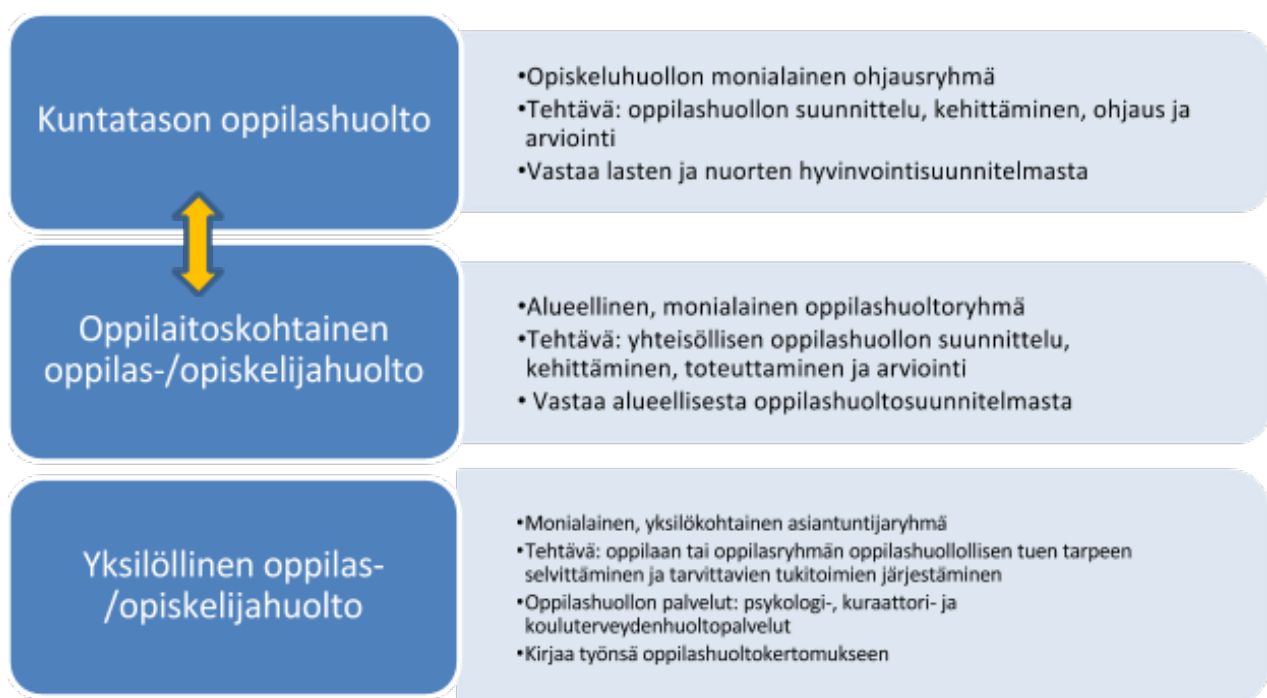 Kuntatason oppilashuolto
•Opiskeluhuollon monialainen ohjausryhmä
•Tehtävä: oppilashuollon suunnittelu, kehittäminen, ohjaus ja
arviointi
•Vastaa lasten ja nuorten hyvinvointisuunnitelmasta
Oppilaitoskohtainen
oppilas-/opiskelijahuolto
•Alueellinen, monialainen oppilashuoltoryhmä
•Tehtävä: yhteisöllisen oppilashuollon suunnittelu,
kehittäminen, toteuttaminen ja arviointi
• Vastaa alueellisesta oppilashuoltosuunnitelmasta
Yksilöllinen oppilas-
/opiskelijahuolto
•Monialainen, yksilökohtainen asiantuntijaryhmä
•Tehtävä: oppilaan tai oppilasryhmän oppilashuollollisen tuen tarpeen
selvittäminen ja tarvittavien tukitoimien järjestäminen
•Oppilashuollon palvelut: psykologi-, kuraattori- ja
kouluterveydenhuoltopalvelut
•Kirjaa työnsä oppilashuoltokertomukseen